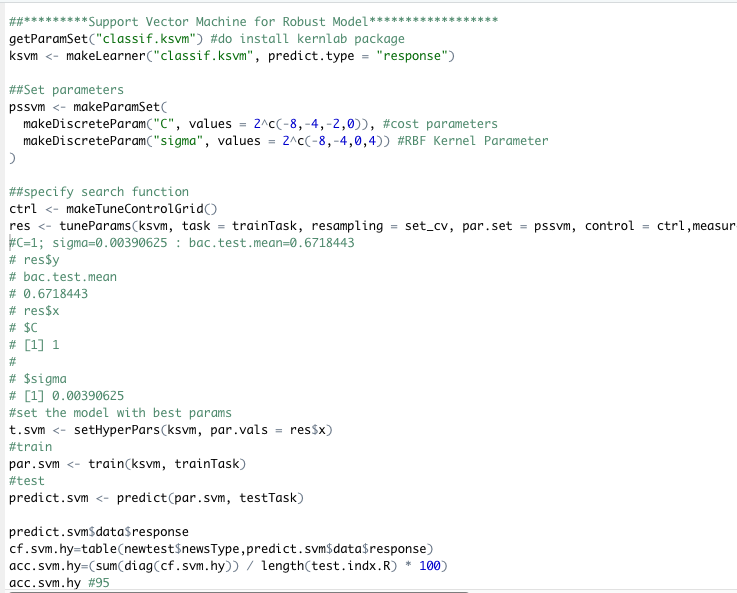 ##*********Support Vector Machine for Robust Model******************
getParamSet("classif.ksvm") #do install kernlab package
ksvm <- makeLearner("classif.ksvm", predict.type = "response")
##Set parameters
pssvm <- makeParamSet(
  makeDiscreteParam("C", values = 2^c(-8,-4,-2,0)), #cost parameters
  makeDiscreteParam("sigma", values = 2^c(-8,-4,0,4)) #RBF Kernel Parameter
)
##specify search function
ctrl <- makeTuneControlGrid()
res <- tuneParams(ksvm, task = trainTask, resampling = set_cv, par.set = pssvm, control = ctrl,measur
#C=1; sigma=0.00390625 : bac.test.mean=0.6718443
# res$y
# bac.test.mean
# 0.6718443
# res$x
# $C
# [1] 1
#
# $sigma
# [1] 0.00390625
#set the model with best params
t.svm <- setHyperPars(ksvm, par.vals = res$x)
#train
par.svm <- train(ksvm, trainTask)
#test
predict.svm <- predict(par.svm, testTask)
predict.svm$data$response
cf.svm.hy=table(newtest$newsType,predict.svm$data$response)
acc.svm.hy=(sum(diag(cf.svm.hy)) / length(test.indx.R) * 100)
acc.svm.hy #95